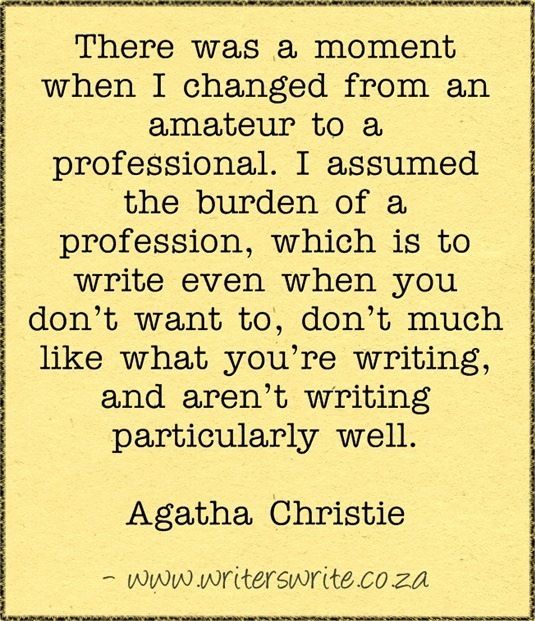 There was a moment
when I changed from an
amateur to a
professional. I assumed
the burden of a
profession, which is to
write even when you
don't want to, don't much
like what you're writing,
and aren't writing
particularly well.
Agatha Christie
- www.writerswrite.co.za